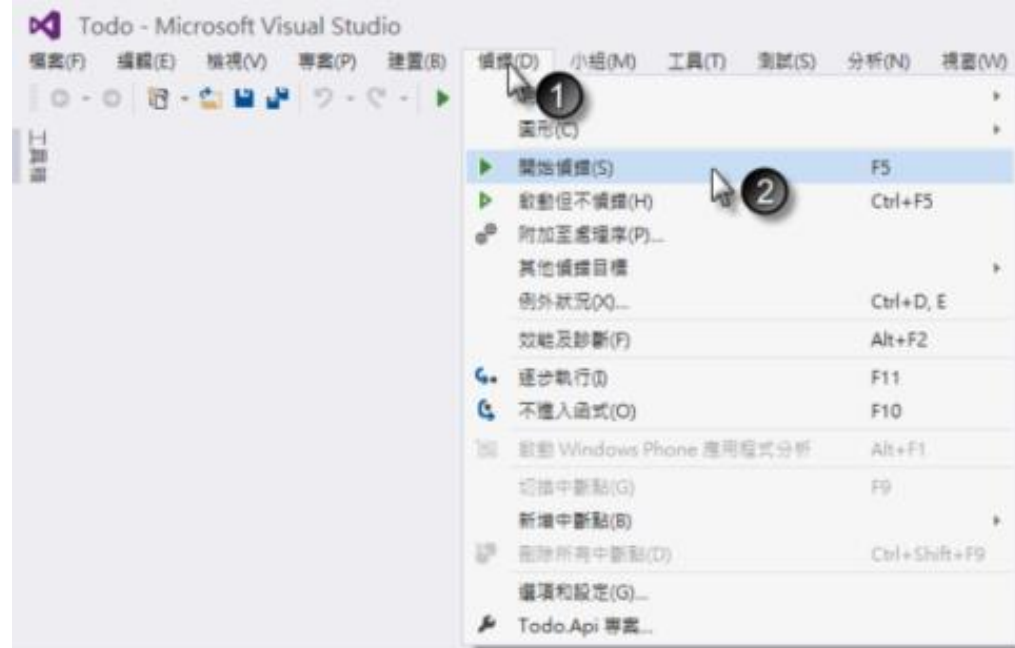 Todo - Microsoft Visual Studio
檔案(F) 編輯(E) 檢視(V) 專案(P) 建置(B) 偵錯(D) 小組(M) 工具(T) 測試(S) 分析(N) 視窗(W)
工具箱
1
圖形(C)
開始偵錯(S) F5
2
啟動但不偵錯(H) Ctrl+F5
附加至處理序(P)...
其他偵錯目標
例外狀況(X)... Ctrl+D, E
效能及診斷(F) Alt+F2
逐步執行(I) F11
不進入函式(O) F10
啟動 Windows Phone 應用程式分析 Alt+F1
切換中斷點(G) F9
新增中斷點(B)
刪除所有中斷點(D) Ctrl+Shift+F9
選項和設定(G)...
Todo.Api 專案...